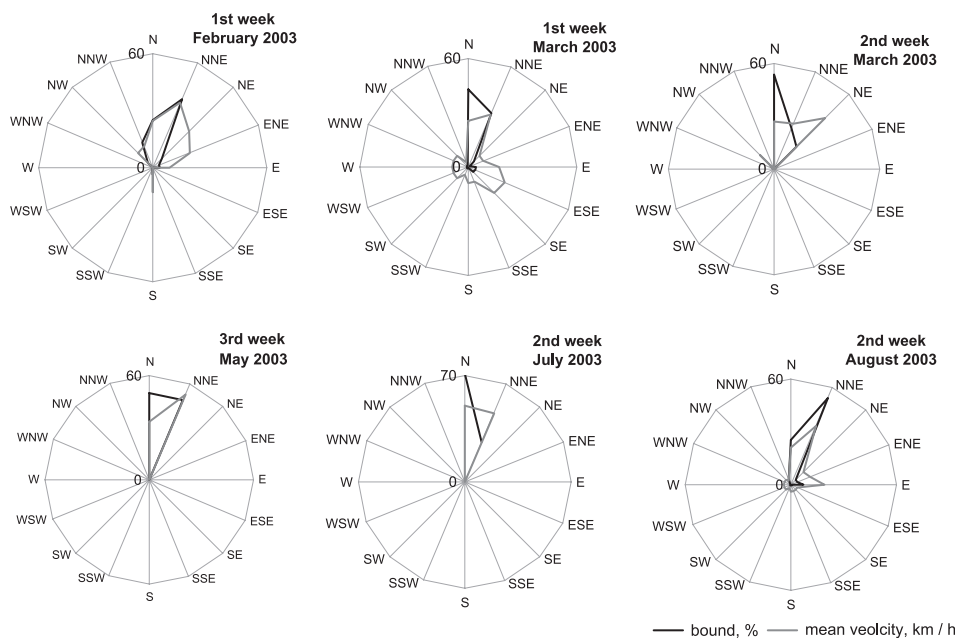 1st week
February 2003
N
60
NNW
NNE
NW
NE
WNW
ENE
W
0
E
WSW
ESE
SW
SE
SSW
SSE
S
1st week
March 2003
N
60
NNW
NNE
NW
NE
WNW
ENE
W
0
E
WSW
ESE
SW
SE
SSW
SSE
S
2nd week
March 2003
N
60
NNW
NNE
NW
NE
WNW
ENE
W
0
E
WSW
ESE
SW
SE
SSW
SSE
S
3rd week
May 2003
N
60
NNW
NNE
NW
NE
WNW
ENE
W
0
E
WSW
ESE
SW
SE
SSW
SSE
S
2nd week
July 2003
N
70
NNW
NNE
NW
NE
WNW
ENE
W
0
E
WSW
ESE
SW
SE
SSW
SSE
S
2nd week
August 2003
N
60
NNW
NNE
NW
NE
WNW
ENE
W
0
E
WSW
ESE
SW
SE
SSW
SSE
S
bound, % mean veolcity, km / h